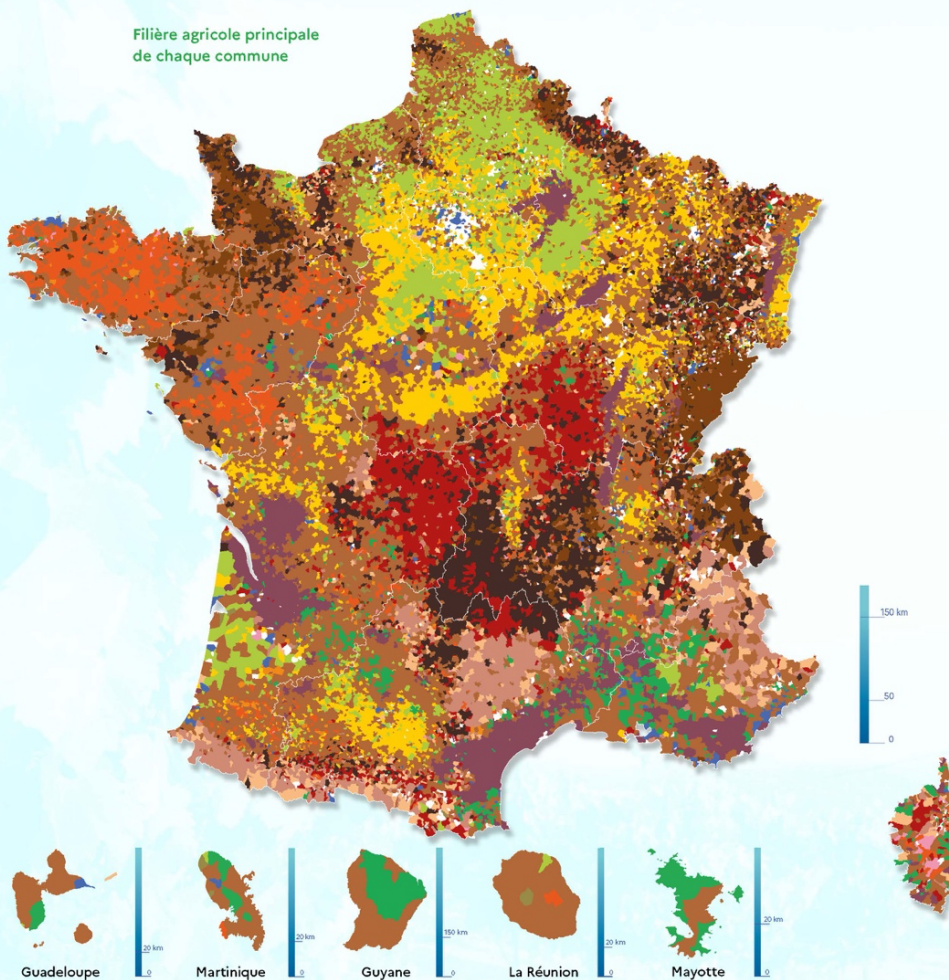 Filière agricole principale
de chaque commune
150 km
50
0
20 km
0
20 km
0
150 km
0
20 km
0
20 km
0
Guadeloupe
Martinique
Guyane
La Réunion
Mayotte